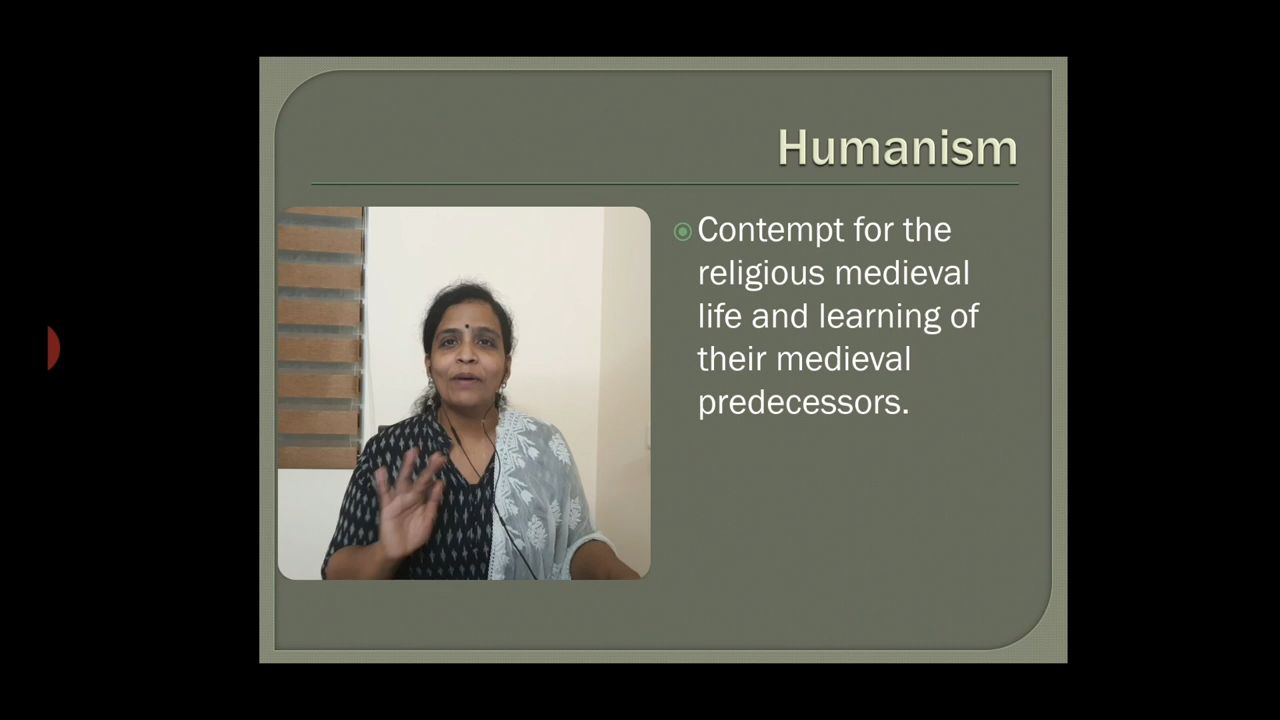 Humanism
Contempt for the
religious medieval
life and learning of
their medieval
predecessors.